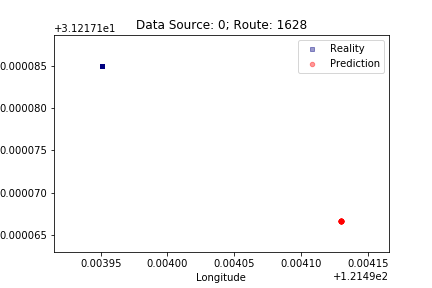 +3.12171e1
Data Source: 0; Route: 1628
Reality
Prediction
0.000085
0.000080
0.000075
0.000070
0.000065
0.00395
0.00400
0.00405
0.00410
0.00415
Longitude
+1.2149e2